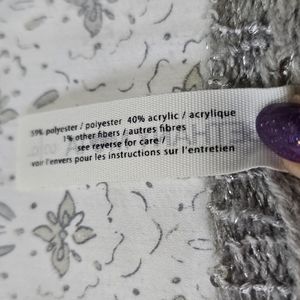 59% polyester / polyester 40% acrylic / acrylique
1% other fibers / autres fibres
see reverse for care /
voir l'envers pour les instructions sur l'entretien